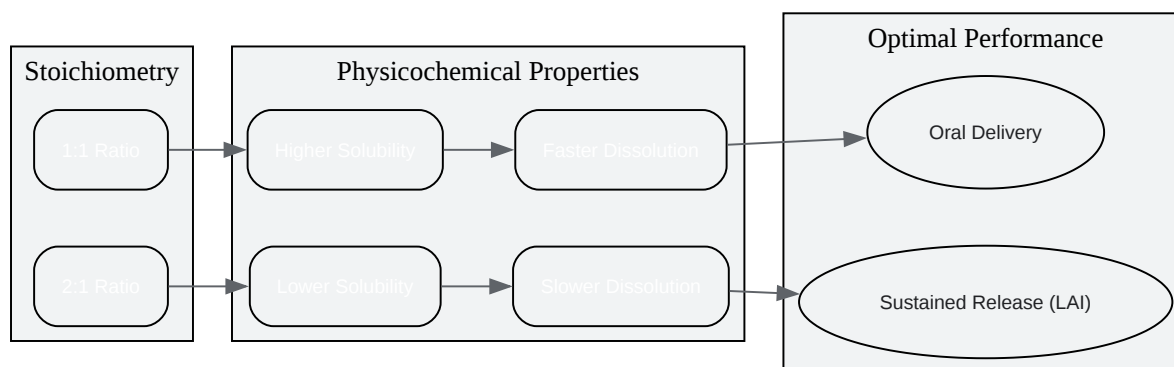 Stoichiometry
Physicochemical Properties
Optimal Performance
1:1 Ratio
Higher Solubility
Faster Dissolution
Oral Delivery
2:1 Ratio
Lower Solubility
Slower Dissolution
Sustained Release (LAI)